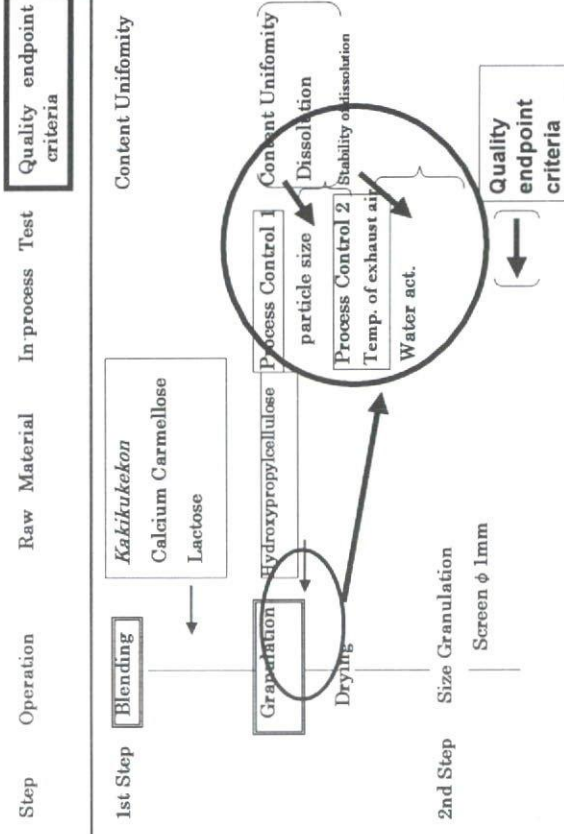 Step Operation Raw Material In-process Test Quality endpoint
criteria
1st Step Blending
Kakikukekon
Calcium Carmellose
Lactose
Content Unifomity
Granulation
Hydroxypropylcellulose
Process Control 1
particle size
Content Unifomity
Dissolution
Stability of dissolution
Drying
Process Control 2
Temp. of exhaust air
Water act.
2nd Step Size Granulation
Screen ϕ 1mm
Quality
endpoint
criteria